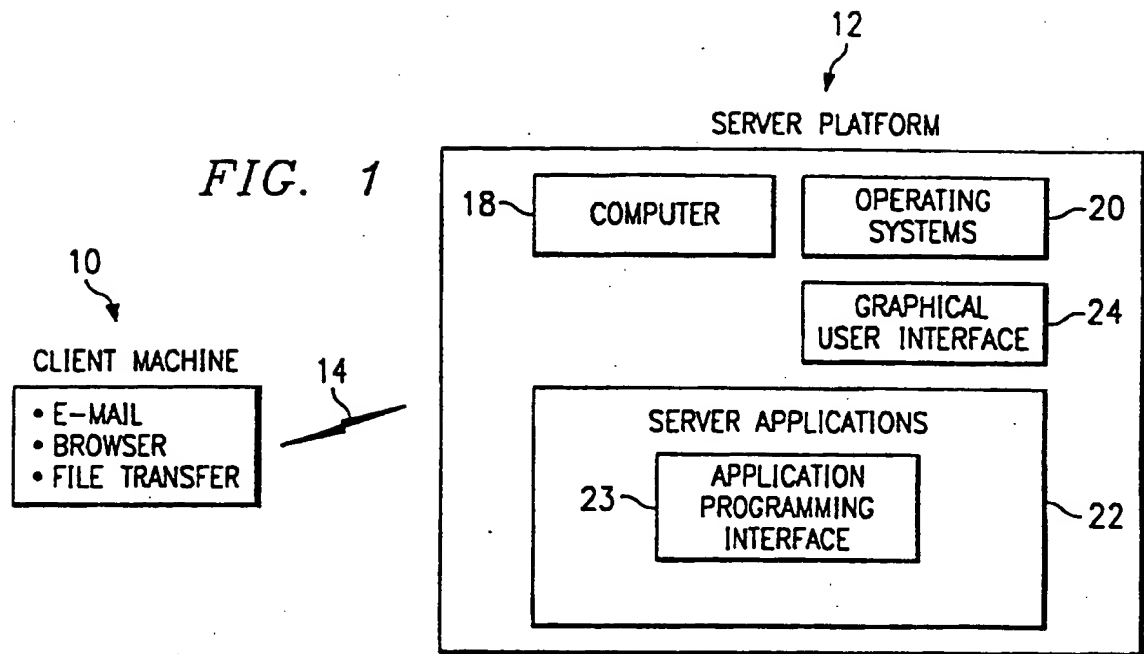 12
SERVER PLATFORM
FIG. 1
18
COMPUTER
OPERATING
SYSTEMS
20
10
GRAPHICAL
USER INTERFACE
24
CLIENT MACHINE
14
• E-MAIL
• BROWSER
• FILE TRANSFER
SERVER APPLICATIONS
23
APPLICATION
PROGRAMMING
INTERFACE
22